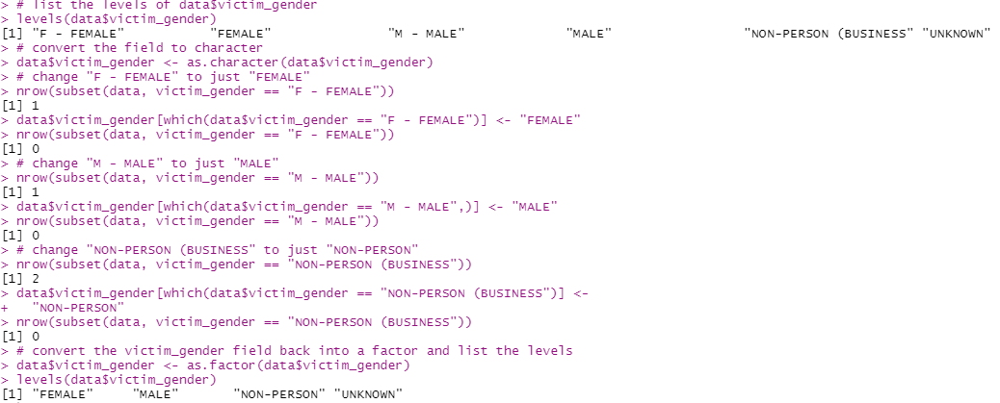 > # list the levels of data$victim_gender
> levels(data$victim_gender)
[1] "F - FEMALE"           "FEMALE"               "M - MALE"             "MALE"                 "NON-PERSON (BUSINESS" "UNKNOWN"
> # convert the field to character
> data$victim_gender <- as.character(data$victim_gender)
> # change "F - FEMALE" to just "FEMALE"
> nrow(subset(data, victim_gender == "F - FEMALE"))
[1] 1
> data$victim_gender[which(data$victim_gender == "F - FEMALE")] <- "FEMALE"
> nrow(subset(data, victim_gender == "F - FEMALE"))
[1] 0
> # change "M - MALE" to just "MALE"
> nrow(subset(data, victim_gender == "M - MALE"))
[1] 1
> data$victim_gender[which(data$victim_gender == "M - MALE",)] <- "MALE"
> nrow(subset(data, victim_gender == "M - MALE"))
[1] 0
> # change "NON-PERSON (BUSINESS" to just "NON-PERSON"
> nrow(subset(data, victim_gender == "NON-PERSON (BUSINESS"))
[1] 2
> data$victim_gender[which(data$victim_gender == "NON-PERSON (BUSINESS")] <-
+   "NON-PERSON"
> nrow(subset(data, victim_gender == "NON-PERSON (BUSINESS"))
[1] 0
> # convert the victim_gender field back into a factor and list the levels
> data$victim_gender <- as.factor(data$victim_gender)
> levels(data$victim_gender)
[1] "FEMALE"     "MALE"       "NON-PERSON" "UNKNOWN"